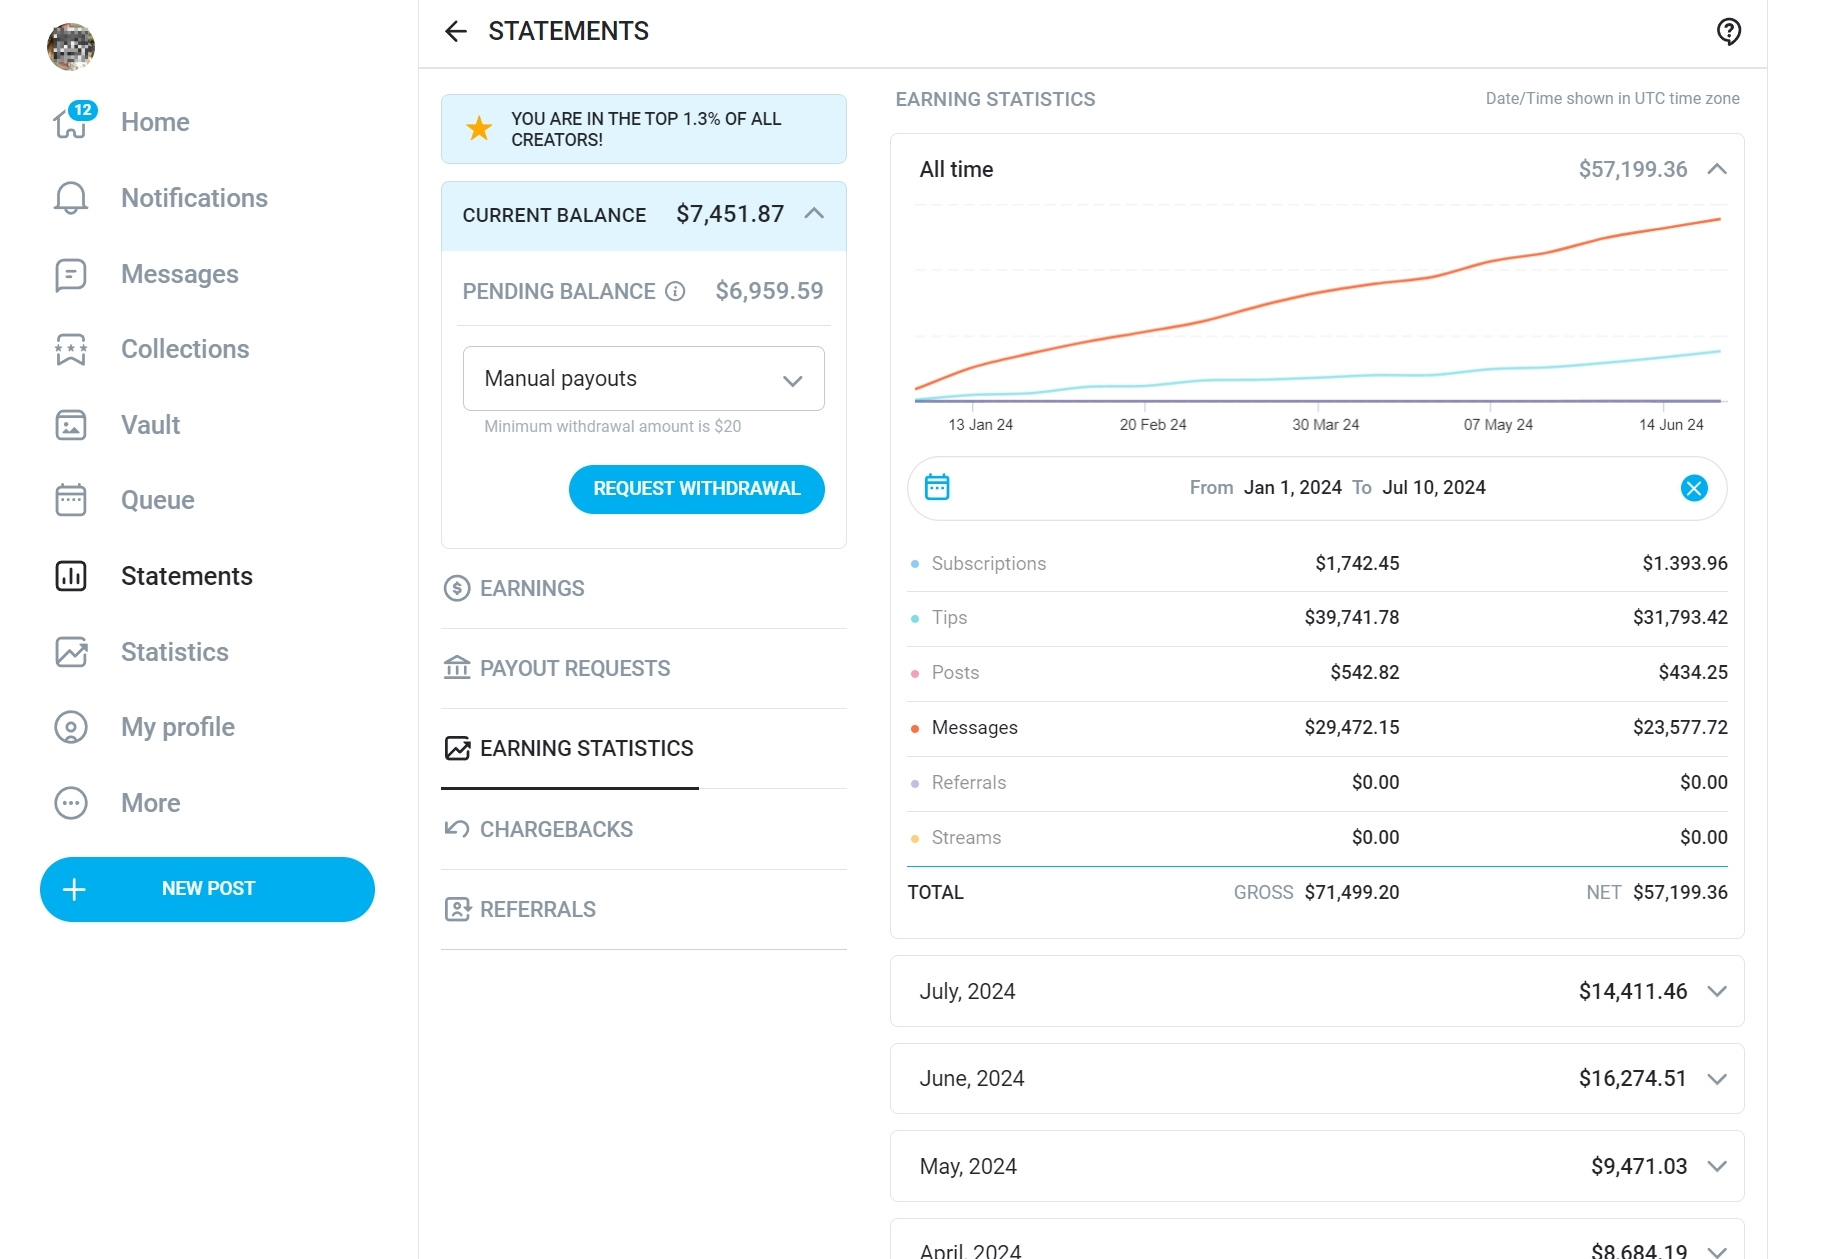 12
Home
Notifications
Messages
Collections
Vault
Queue
Statements
Statistics
My profile
More
NEW POST
STATEMENTS
YOU ARE IN THE TOP 1.3% OF ALL
CREATORS!
CURRENT BALANCE $7,451.87
PENDING BALANCE $6,959.59
Manual payouts
Minimum withdrawal amount is $20
REQUEST WITHDRAWAL
EARNINGS
PAYOUT REQUESTS
EARNING STATISTICS
CHARGEBACKS
REFERRALS
EARNING STATISTICS Date/Time shown in UTC time zone
All time $57,199.36
13 Jan 24 20 Feb 24 30 Mar 24 07 May 24 14 Jun 24
From Jan 1, 2024 To Jul 10, 2024
Subscriptions $1,742.45 $1.393.96
Tips $39,741.78 $31,793.42
Posts $542.82 $434.25
Messages $29,472.15 $23,577.72
Referrals $0.00 $0.00
Streams $0.00 $0.00
TOTAL GROSS $71,499.20 NET $57,199.36
July, 2024 $14,411.46
June, 2024 $16,274.51
May, 2024 $9,471.03
April, 2024 $8,684.19